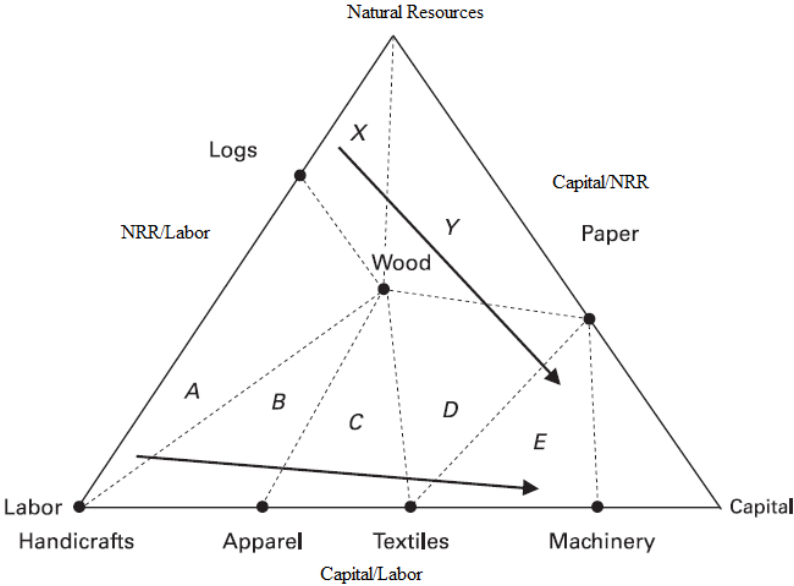 Natural Resources
X
Logs
Capital/NRR
NRR/Labor
Y
Paper
Wood
A
B
C
D
E
Labor
Capital
Handicrafts
Apparel
Textiles
Machinery
Capital/Labor